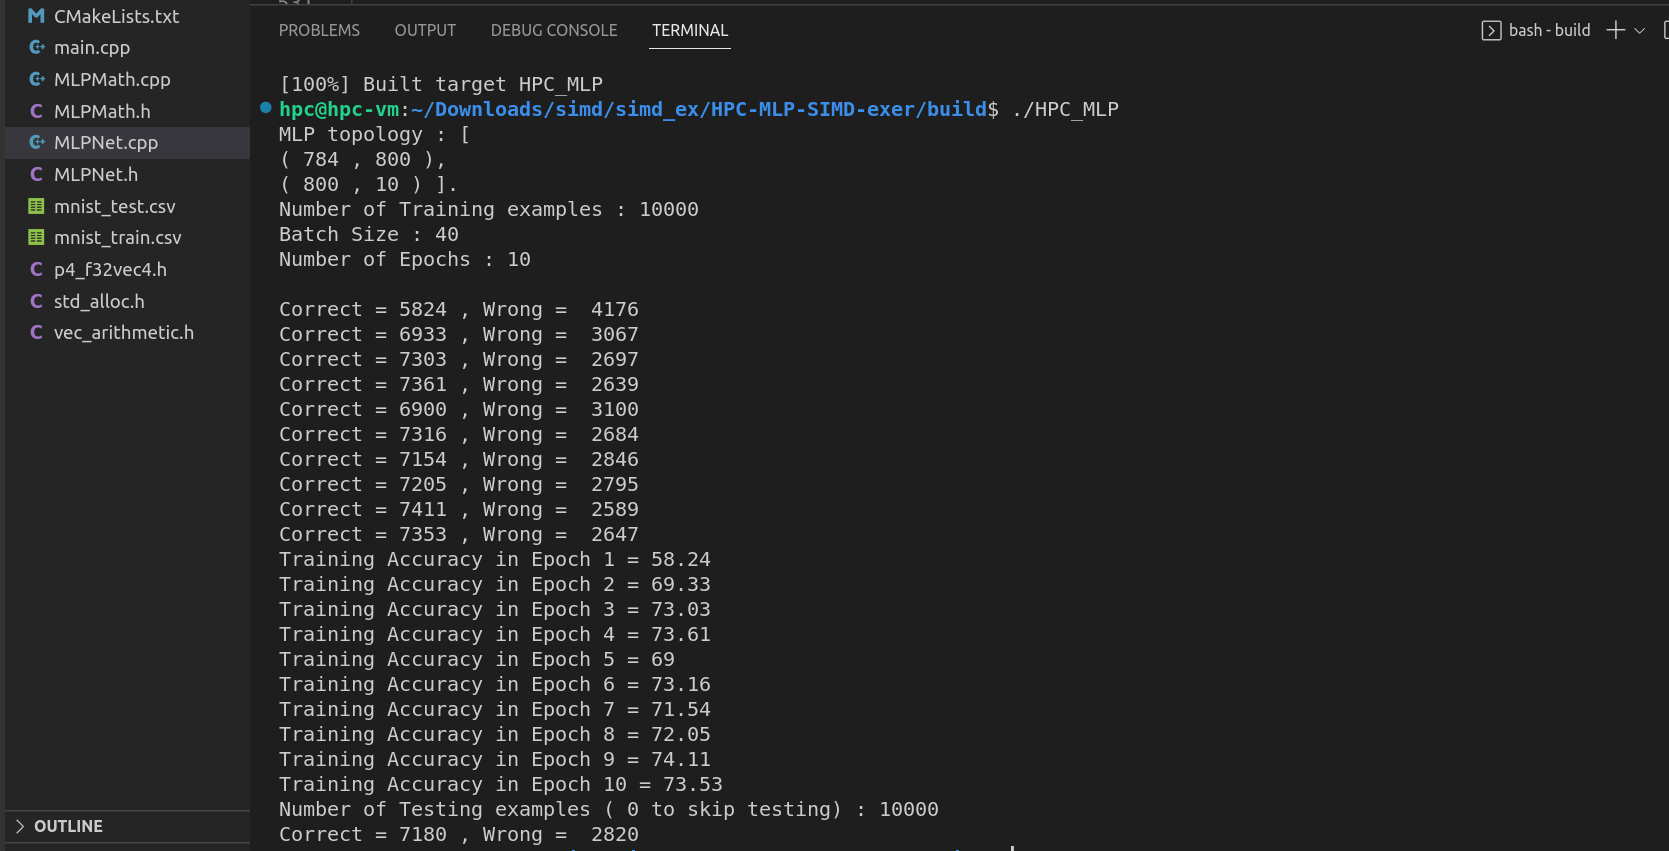 CMakeLists.txt
main.cpp
MLPMath.cpp
MLPMath.h
MLPNet.cpp
MLPNet.h
mnist_test.csv
mnist_train.csv
p4_f32vec4.h
std_alloc.h
vec_arithmetic.h
OUTLINE
PROBLEMS OUTPUT DEBUG CONSOLE TERMINAL
bash - build
[100%] Built target HPC_MLP
hpc@hpc-vm:~/Downloads/simd/simd_ex/HPC-MLP-SIMD-exer/build$ ./HPC_MLP
MLP topology : [
( 784 , 800 ),
( 800 , 10 ) ].
Number of Training examples : 10000
Batch Size : 40
Number of Epochs : 10
Correct = 5824 , Wrong =  4176
Correct = 6933 , Wrong =  3067
Correct = 7303 , Wrong =  2697
Correct = 7361 , Wrong =  2639
Correct = 6900 , Wrong =  3100
Correct = 7316 , Wrong =  2684
Correct = 7154 , Wrong =  2846
Correct = 7205 , Wrong =  2795
Correct = 7411 , Wrong =  2589
Correct = 7353 , Wrong =  2647
Training Accuracy in Epoch 1 = 58.24
Training Accuracy in Epoch 2 = 69.33
Training Accuracy in Epoch 3 = 73.03
Training Accuracy in Epoch 4 = 73.61
Training Accuracy in Epoch 5 = 69
Training Accuracy in Epoch 6 = 73.16
Training Accuracy in Epoch 7 = 71.54
Training Accuracy in Epoch 8 = 72.05
Training Accuracy in Epoch 9 = 74.11
Training Accuracy in Epoch 10 = 73.53
Number of Testing examples ( 0 to skip testing) : 10000
Correct = 7180 , Wrong =  2820